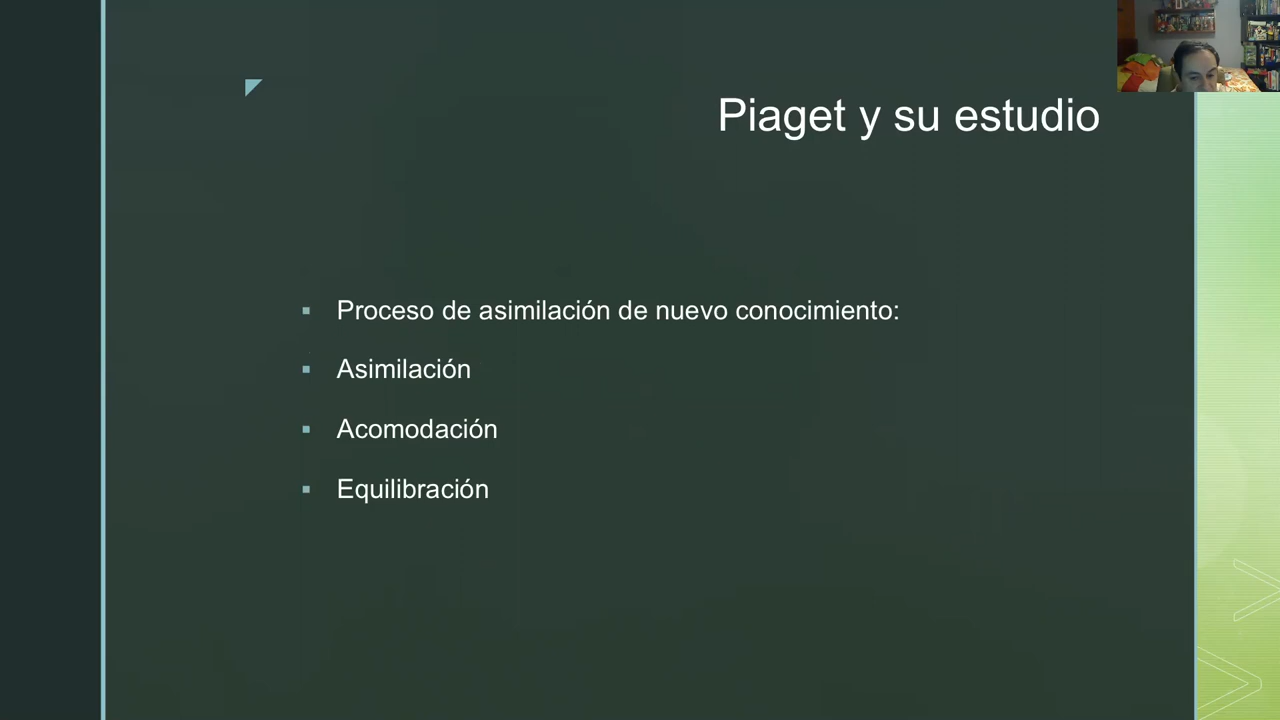 Piaget y su estudio
Proceso de asimilación de nuevo conocimiento:
Asimilación
Acomodación
Equilibración